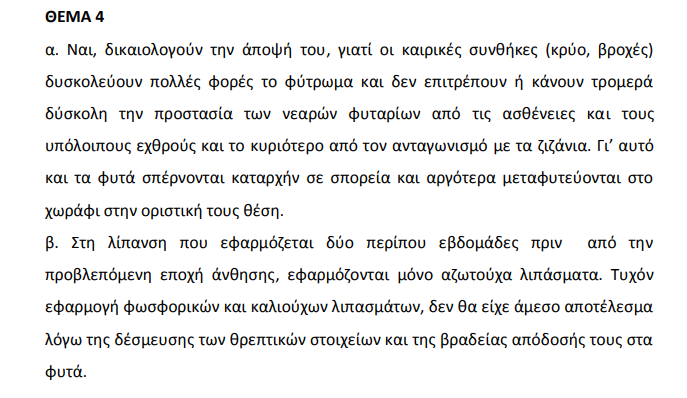 ΘΕΜΑ 4
α. Ναι, δικαιολογούν την άποψή του, γιατί οι καιρικές συνθήκες (κρύο, βροχές)
δυσκολεύουν πολλές φορές το φύτρωμα και δεν επιτρέπουν ή κάνουν τρομερά
δύσκολη την προστασία των νεαρών φυταρίων από τις ασθένειες και τους
υπόλοιπους εχθρούς και το κυριότερο από τον ανταγωνισμό με τα ζιζάνια. Γι’ αυτό
και τα φυτά σπέρνονται καταρχήν σε σπορεία και αργότερα μεταφυτεύονται στο
χωράφι στην οριστική τους θέση.
β. Στη λίπανση που εφαρμόζεται δύο περίπου εβδομάδες πριν από την
προβλεπόμενη εποχή άνθησης, εφαρμόζονται μόνο αζωτούχα λιπάσματα. Τυχόν
εφαρμογή φωσφορικών και καλιούχων λιπασμάτων, δεν θα είχε άμεσο αποτέλεσμα
λόγω της δέσμευσης των θρεπτικών στοιχείων και της βραδείας απόδοσής τους στα
φυτά.